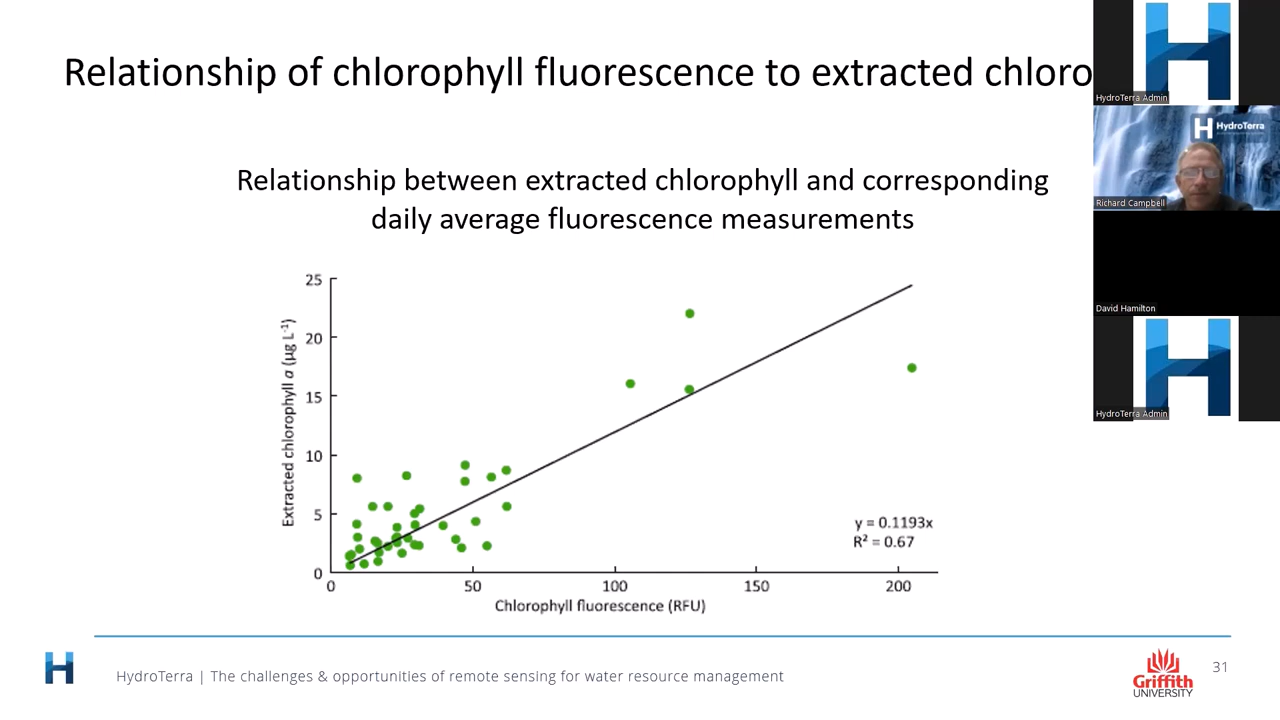 Relationship of chlorophyll fluorescence to extracted chloro
Relationship between extracted chlorophyll and corresponding
daily average fluorescence measurements
Extracted chlorophyll a (µg L⁻¹)
25
20
15
10
5
0
0
50
100
150
200
Chlorophyll fluorescence (RFU)
y = 0.1193x
R² = 0.67
HydroTerra | The challenges & opportunities of remote sensing for water resource management
Griffith
UNIVERSITY
31
HydroTerra Admin
HydroTerra
Richard Campbell
David Hamilton
HydroTerra Admin